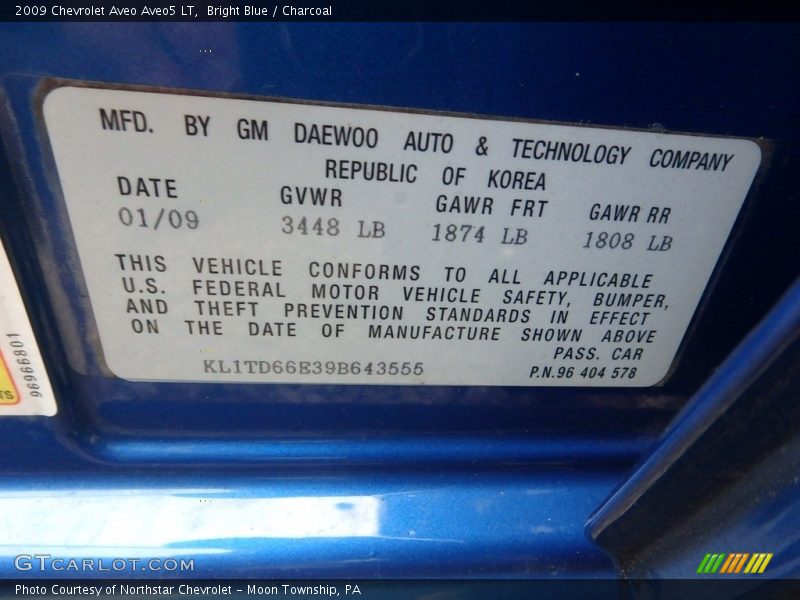 2009 Chevrolet Aveo Aveo5 LT, Bright Blue / Charcoal
MFD. BY GM DAEWOO AUTO & TECHNOLOGY COMPANY
REPUBLIC OF KOREA
DATE GVWR GAWR FRT GAWR RR
01/09 3448 LB 1874 LB 1808 LB
THIS VEHICLE CONFORMS TO ALL APPLICABLE
U.S. FEDERAL MOTOR VEHICLE SAFETY, BUMPER,
AND THEFT PREVENTION STANDARDS IN EFFECT
ON THE DATE OF MANUFACTURE SHOWN ABOVE
PASS. CAR
KL1TD66E39B643555 P.N.96 404 578
96966801
TS
GTCARLOT.COM
Photo Courtesy of Northstar Chevrolet - Moon Township, PA